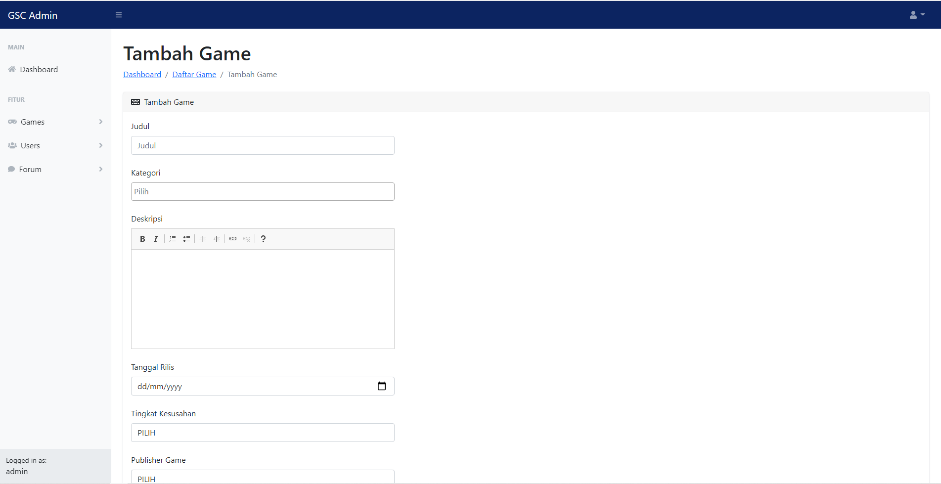 GSC Admin
MAIN
Dashboard
FITUR
Games
Users
Forum
Logged in as:
admin
Tambah Game
Dashboard / Daftar Game / Tambah Game
Tambah Game
Judul
Judul
Kategori
Pilih
Deskripsi
B I ?
Tanggal Rilis
dd/mm/yyyy
Tingkat Kesusahan
PILIH
Publisher Game
PILIH